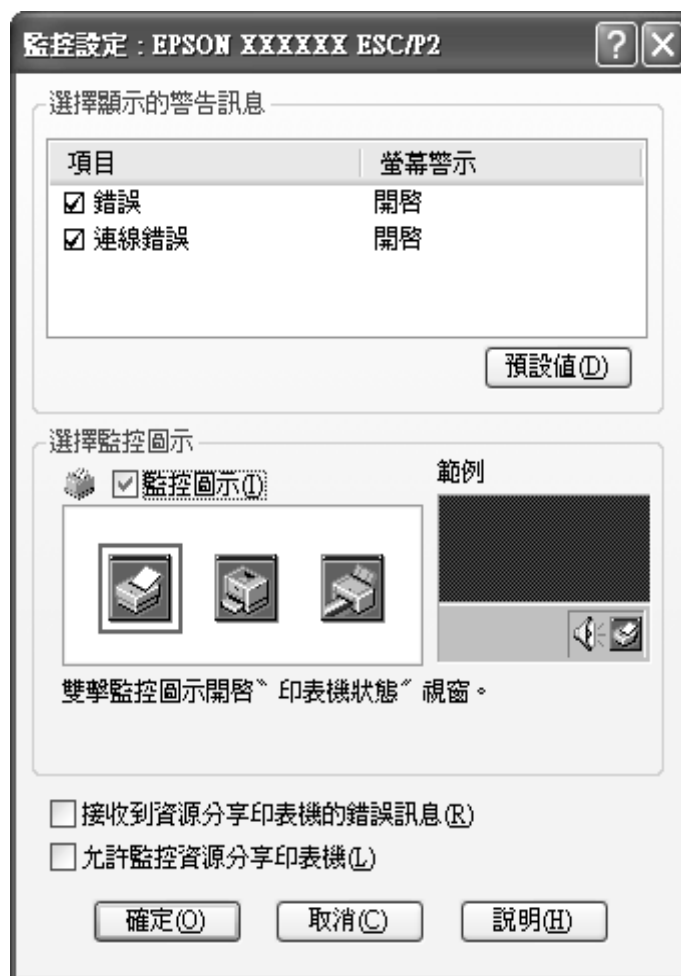 監控設定：EPSON XXXXXX ESC/P2
選擇顯示的警告訊息
項目 螢幕警示
錯誤 開啓
連線錯誤 開啓
預設值(D)
選擇監控圖示
監控圖示(I)
範例
雙擊監控圖示開啓〝印表機狀態〞視窗。
接收到資源分享印表機的錯誤訊息(R)
允許監控資源分享印表機(L)
確定(O) 取消(C) 說明(H)